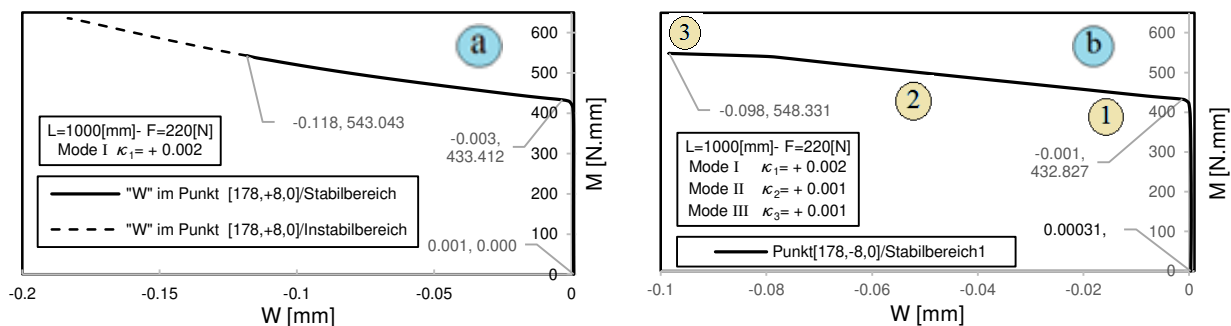 a
600
500
400
300
200
100
0
M [N.mm]
-0.118, 543.043
-0.003,
433.412
L=1000[mm]- F=220[N]
Mode I κ₁= + 0.002
"W" im Punkt [178,+8,0]/Stabilbereich
"W" im Punkt [178,+8,0]/Instabilbereich
0.001, 0.000
-0.2 -0.15 -0.1 -0.05 0
W [mm]
3
b
2
1
600
500
400
300
200
100
0
M [N.mm]
-0.098, 548.331
-0.001,
432.827
L=1000[mm]- F=220[N]
Mode I κ₁= + 0.002
Mode II κ₂= + 0.001
Mode III κ₃= + 0.001
0.00031,
Punkt[178,-8,0]/Stabilbereich1
-0.1 -0.08 -0.06 -0.04 -0.02 0
W [mm]